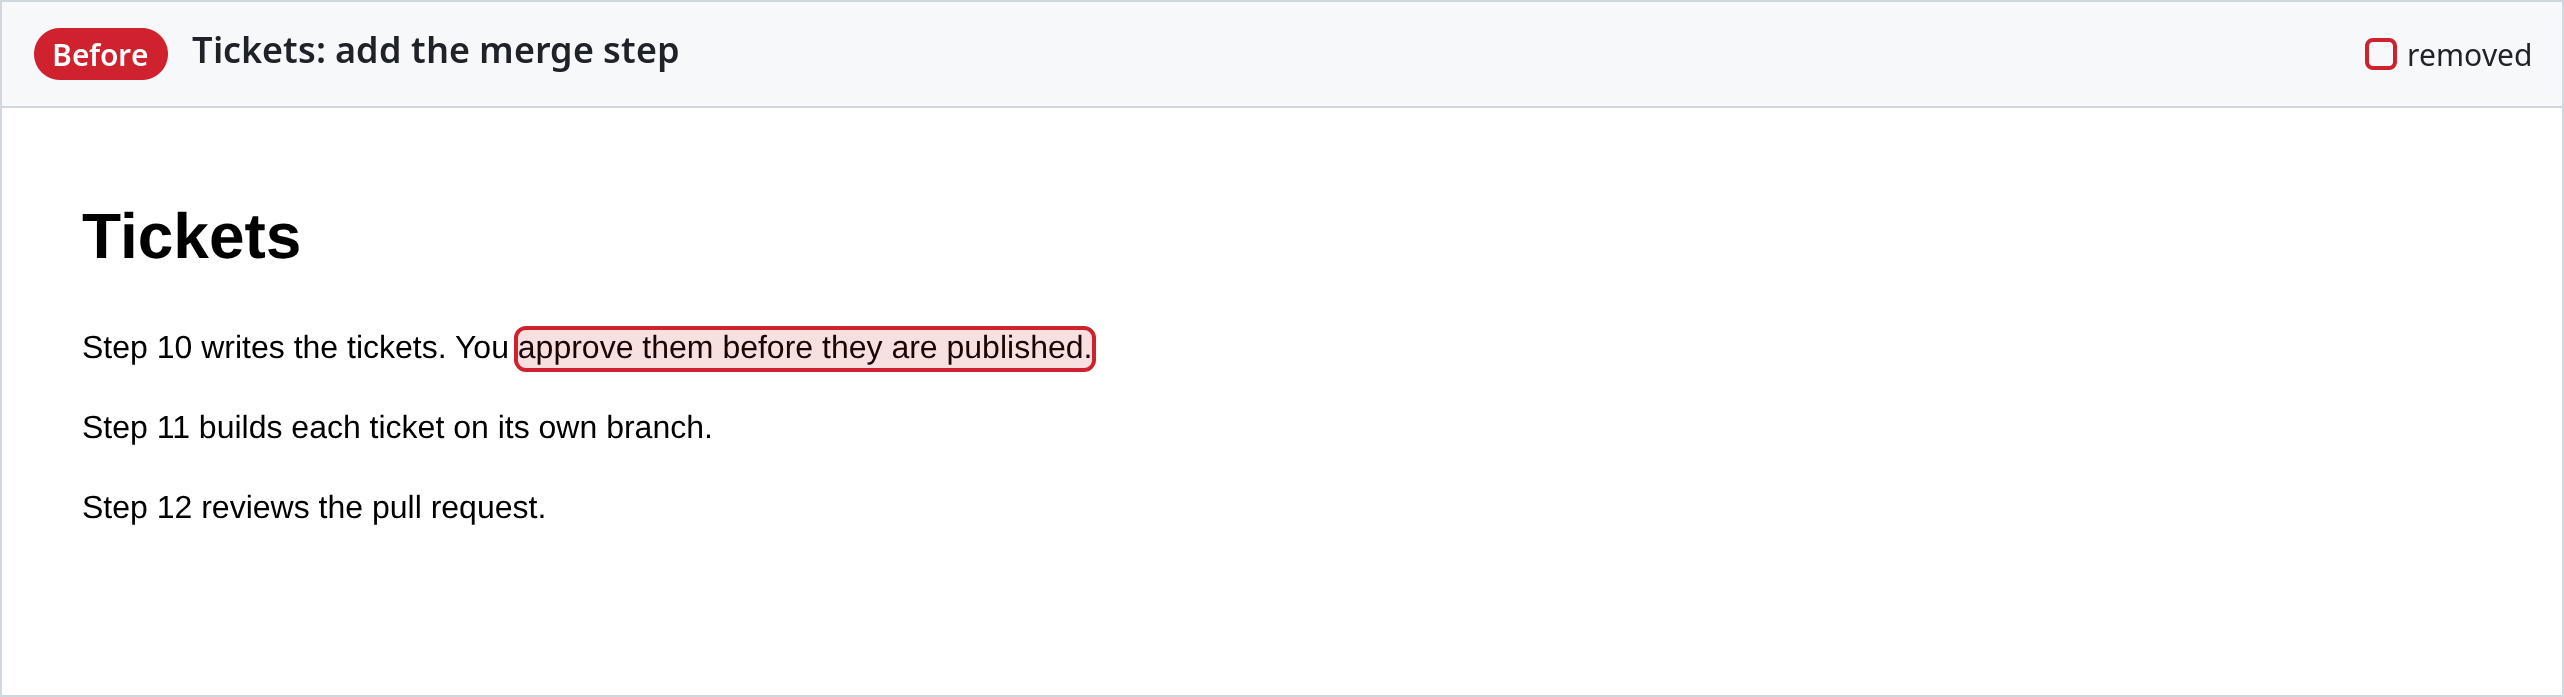 Before Tickets: add the merge step removed
Tickets
Step 10 writes the tickets. You approve them before they are published.
Step 11 builds each ticket on its own branch.
Step 12 reviews the pull request.